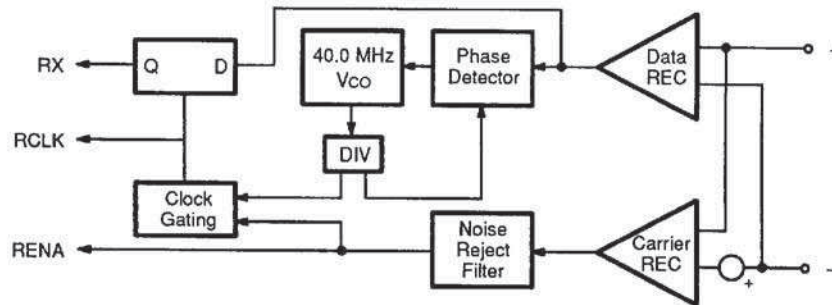 RX
Q D
40.0 MHz
VCO
Phase
Detector
Data
REC
RCLK
DIV
Clock
Gating
RENA
Noise
Reject
Filter
Carrier
REC
+